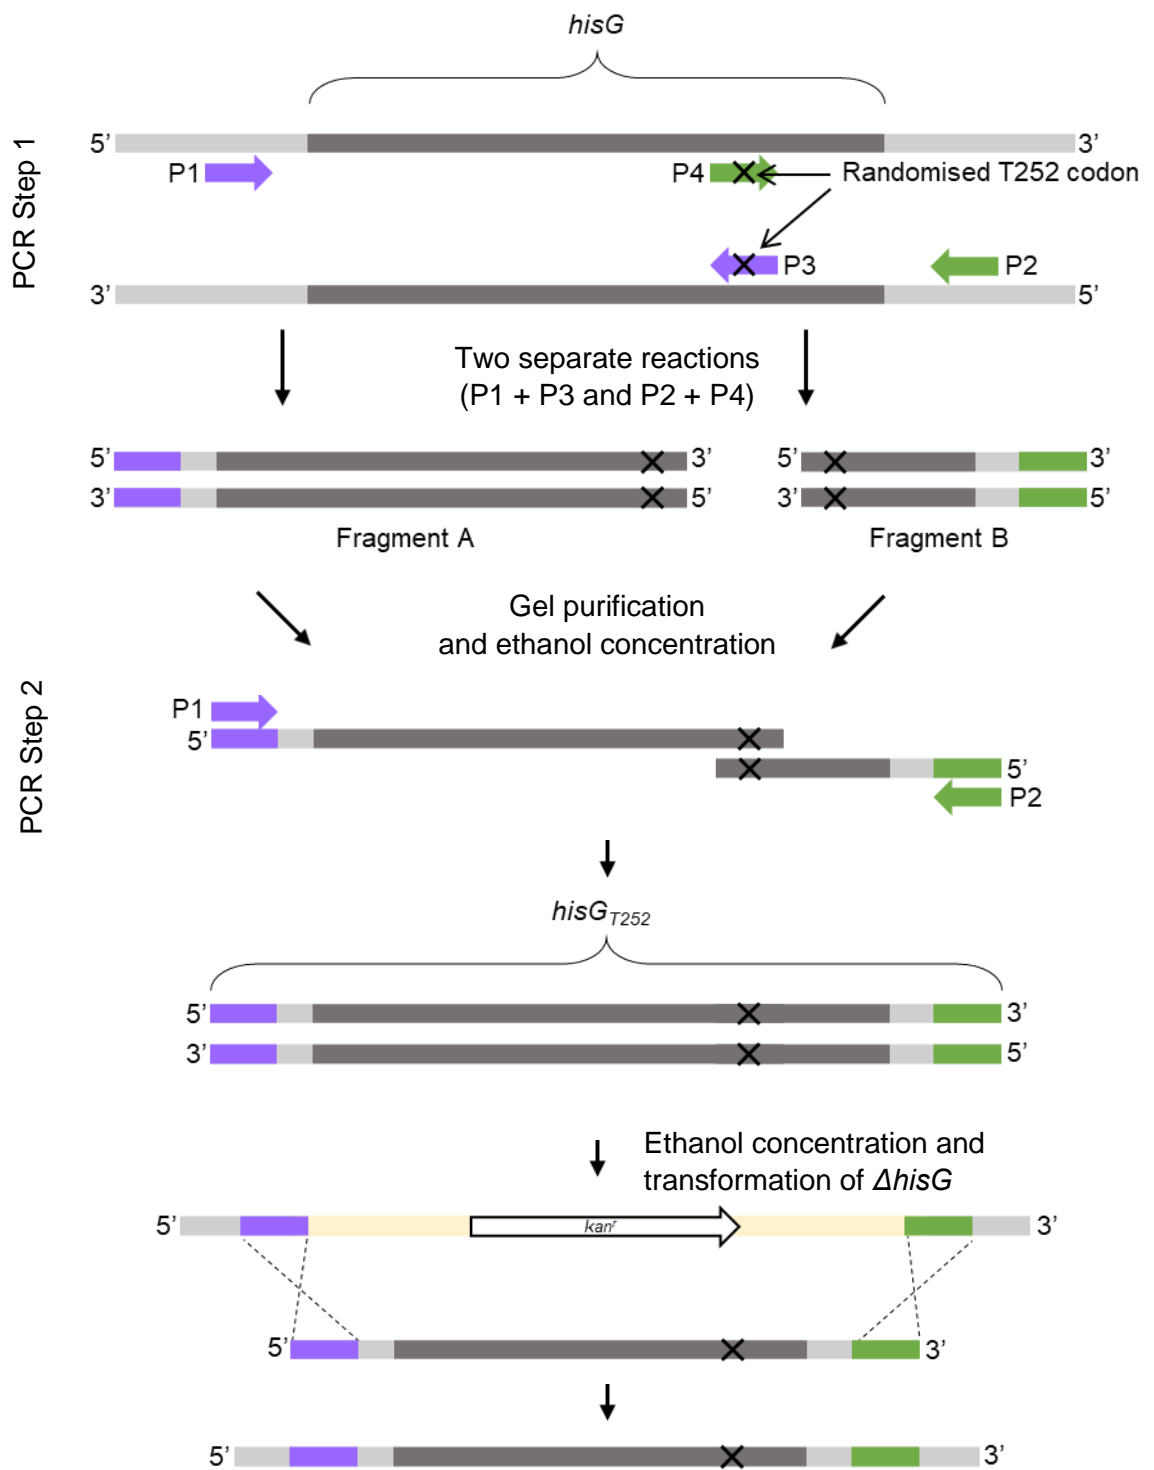 hisG
PCR Step 1
5’ 3’
P1 P4 Randomised T252 codon
P3 P2
3’ 5’
Two separate reactions
(P1 + P3 and P2 + P4)
5’ 3’ 5’ 3’
3’ 5’ 3’ 5’
Fragment A Fragment B
Gel purification
and ethanol concentration
PCR Step 2
P1
5’
5’
P2
hisG T252
5’ 3’
3’ 5’
Ethanol concentration and
transformation of ΔhisG
5’ kanʳ 3’
5’ 3’
5’ 3’